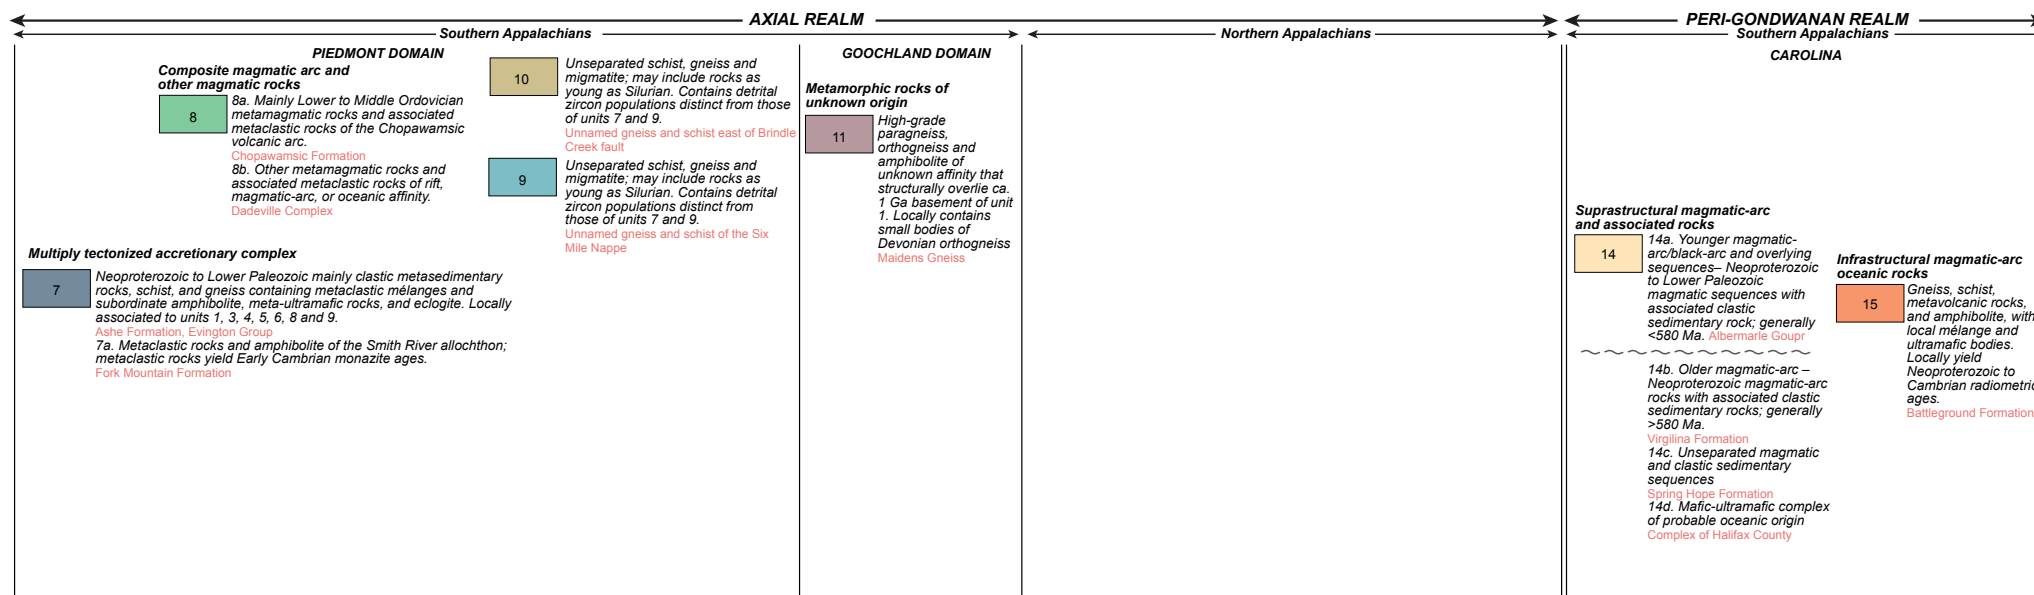 AXIAL REALM
PERI-GONDWANAN REALM
Southern Appalachians
Northern Appalachians
Southern Appalachians
PIEDMONT DOMAIN
GOOCHLAND DOMAIN
CAROLINA
Composite magmatic arc and
other magmatic rocks
8
8a. Mainly Lower to Middle Ordovician
metamagmatic rocks and associated
metaclastic rocks of the Chopawamsic
volcanic arc.
Chopawamsic Formation
8b. Other metamagmatic rocks and
associated metaclastic rocks of rift,
magmatic-arc, or oceanic affinity.
Dadeville Complex
10
Unseparated schist, gneiss and
migmatite; may include rocks as
young as Silurian. Contains detrital
zircon populations distinct from those
of units 7 and 9.
Unnamed gneiss and schist east of Brindle
Creek fault
9
Unseparated schist, gneiss and
migmatite; may include rocks as
young as Silurian. Contains detrital
zircon populations distinct from
those of units 7 and 9.
Unnamed gneiss and schist of the Six
Mile Nappe
Multiply tectonized accretionary complex
7
Neoproterozoic to Lower Paleozoic mainly clastic metasedimentary
rocks, schist, and gneiss containing metaclastic mélanges and
subordinate amphibolite, meta-ultramafic rocks, and eclogite. Locally
associated to units 1, 3, 4, 5, 6, 8 and 9.
Ashe Formation, Evington Group
7a. Metaclastic rocks and amphibolite of the Smith River allochthon;
metaclastic rocks yield Early Cambrian monazite ages.
Fork Mountain Formation
Metamorphic rocks of
unknown origin
11
High-grade
paragneiss,
orthogneiss and
amphibolite of
unknown affinity that
structurally overlie ca.
1 Ga basement of unit
1. Locally contains
small bodies of
Devonian orthogneiss
Maidens Gneiss
Suprastructural magmatic-arc
and associated rocks
14
14a. Younger magmatic-
arc/black-arc and overlying
sequences– Neoproterozoic
to Lower Paleozoic
magmatic sequences with
associated clastic
sedimentary rock; generally
<580 Ma. Albermarle Goupr
14b. Older magmatic-arc –
Neoproterozoic magmatic-arc
rocks with associated clastic
sedimentary rocks; generally
>580 Ma.
Virgilina Formation
14c. Unseparated magmatic
and clastic sedimentary
sequences
Spring Hope Formation
14d. Mafic-ultramafic complex
of probable oceanic origin
Complex of Halifax County
Infrastructural magmatic-arc
oceanic rocks
15
Gneiss, schist,
metavolcanic rocks,
and amphibolite, with
local mélange and
ultramafic bodies.
Locally yield
Neoproterozoic to
Cambrian radiometric
ages.
Battleground Formation